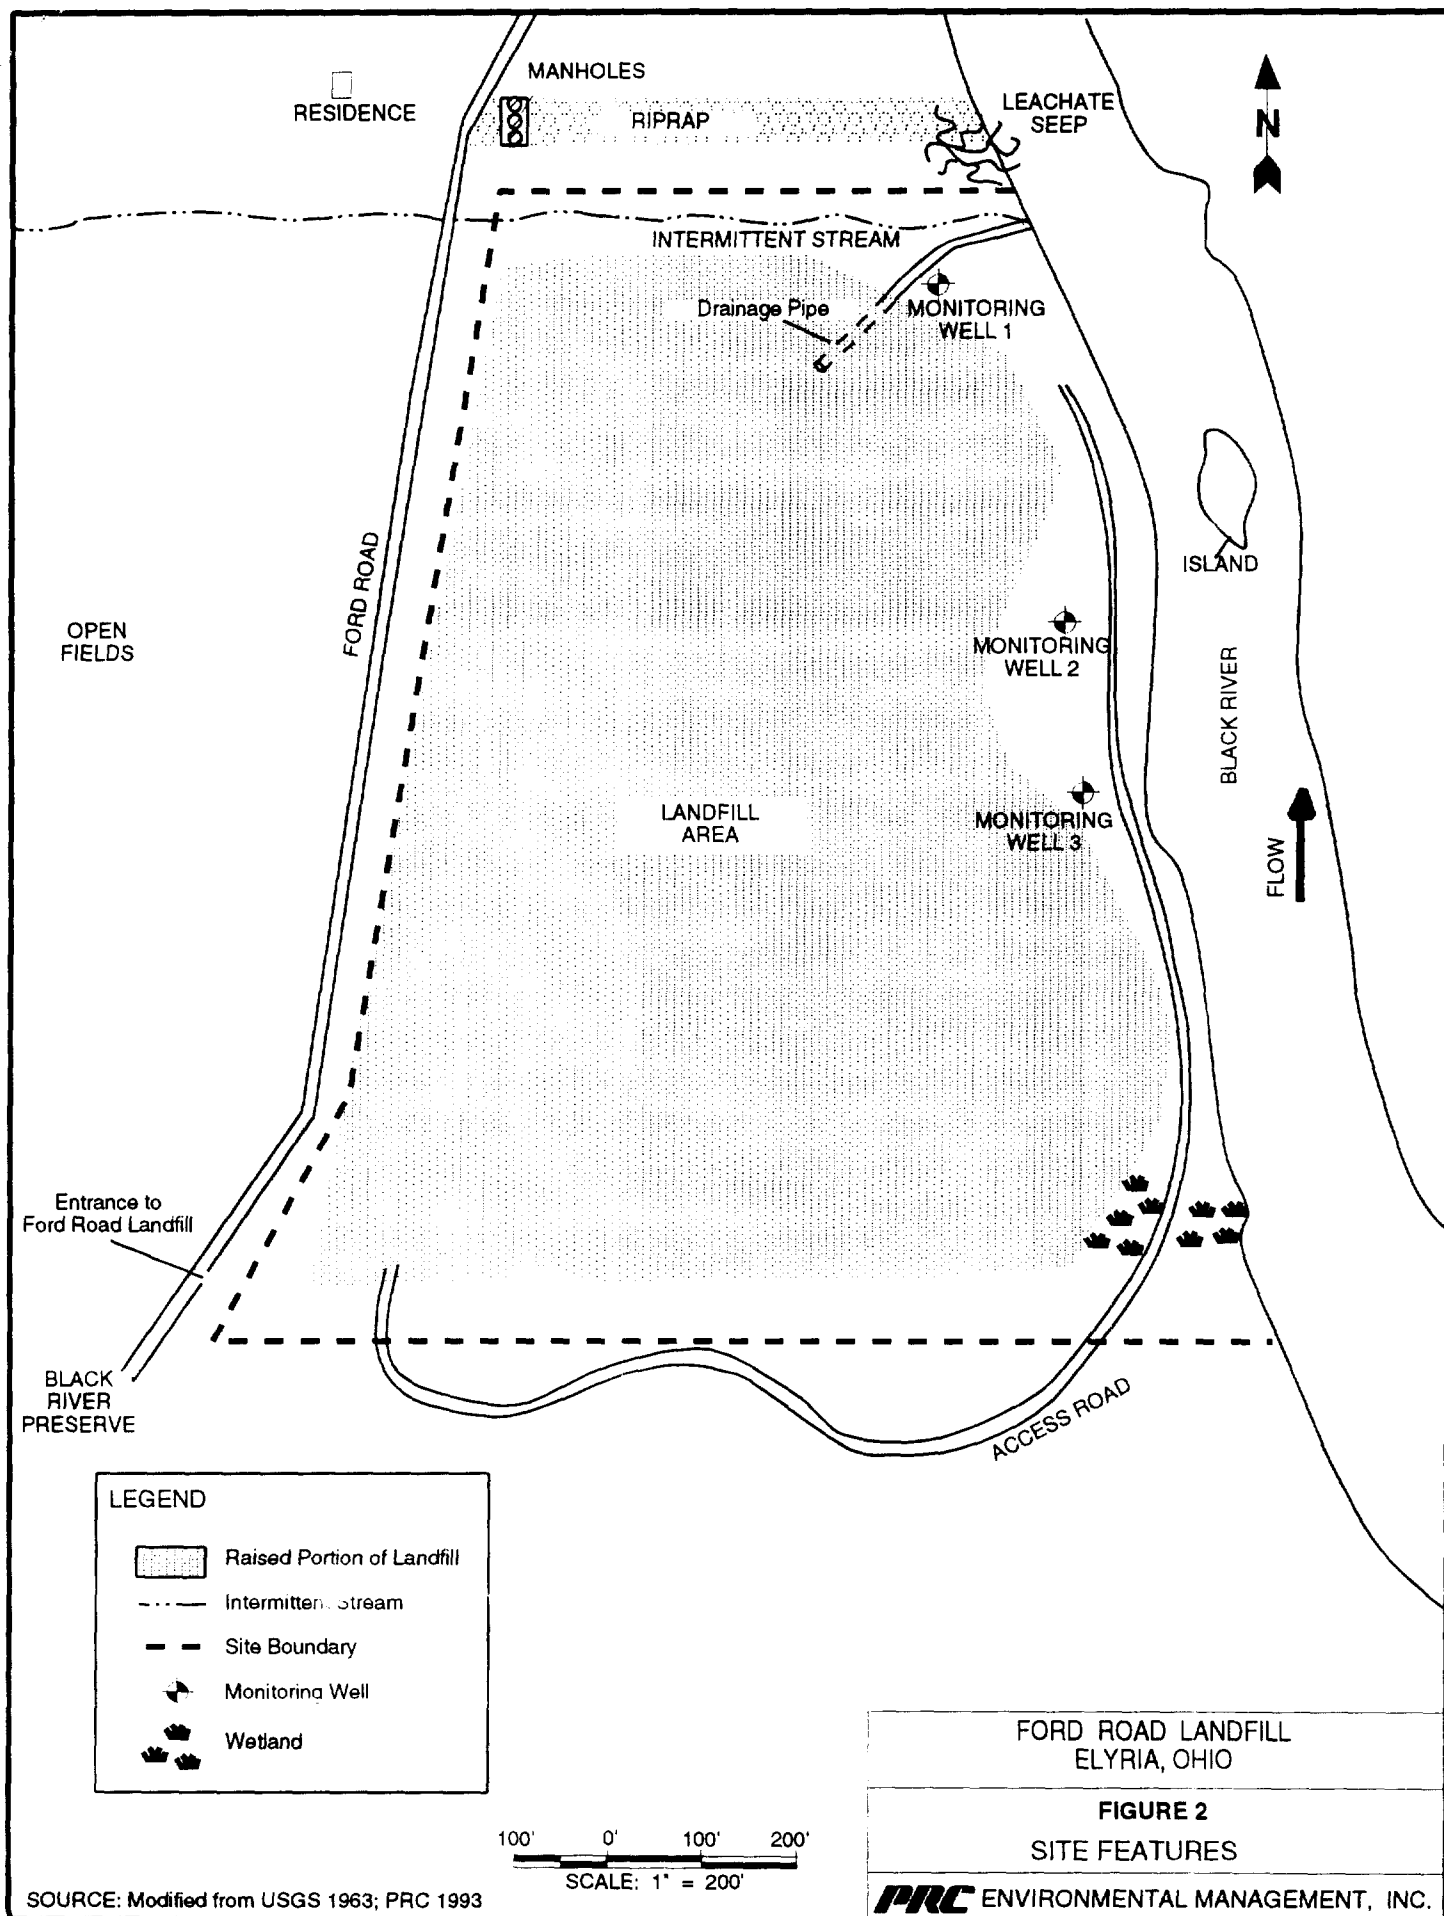 MANHOLES
RESIDENCE
RIPRAP
LEACHATE
SEEP
N
INTERMITTENT STREAM
Drainage Pipe
MONITORING
WELL 1
FORD ROAD
ISLAND
OPEN
FIELDS
MONITORING
WELL 2
BLACK RIVER
LANDFILL
AREA
MONITORING
WELL 3
FLOW
Entrance to
Ford Road Landfill
BLACK
RIVER
PRESERVE
ACCESS ROAD
LEGEND
Raised Portion of Landfill
Intermitten Stream
Site Boundary
Monitoring Well
Wetland
FORD ROAD LANDFILL
ELYRIA, OHIO
FIGURE 2
SITE FEATURES
100' 0' 100' 200'
SCALE: 1" = 200'
SOURCE: Modified from USGS 1963; PRC 1993
PRC ENVIRONMENTAL MANAGEMENT, INC.